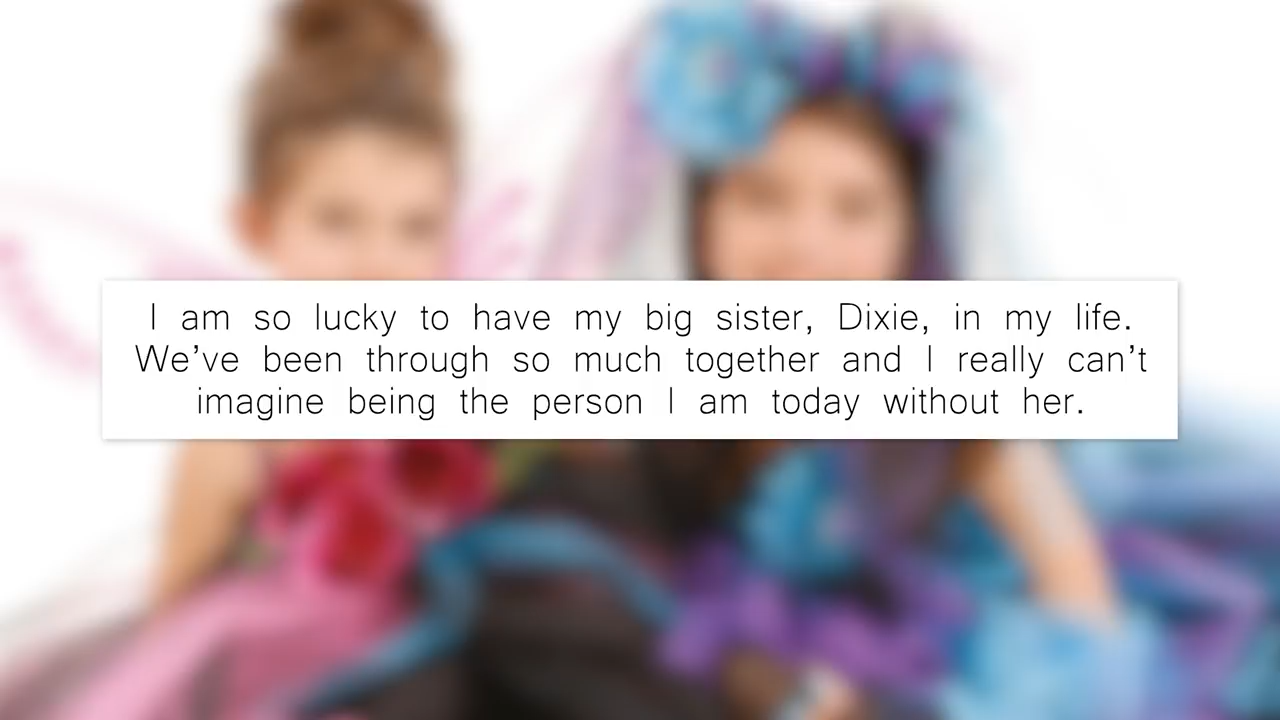 I am so lucky to have my big sister, Dixie, in my life.
We’ve been through so much together and I really can’t
imagine being the person I am today without her.